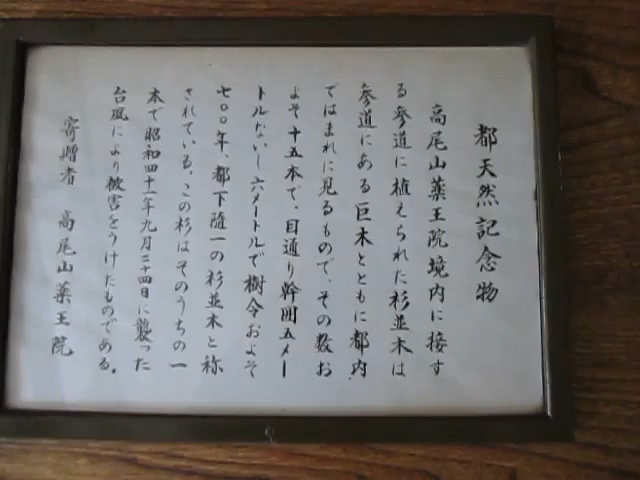 都天然記念物
高尾山薬王院境内に接す
る参道に植えられた杉並木は
参道にある巨木とともに都内
ではまれに見るもので、その数お
よそ十五本で、目通り幹囲五メー
トルないし六メートルで樹令およそ
七〇〇年、都下随一の杉並木と称
されている。この杉はそのうちの一
本で昭和四十一年九月二十四日に襲った
台風により被害をうけたものである。
寄贈者 高尾山薬王院